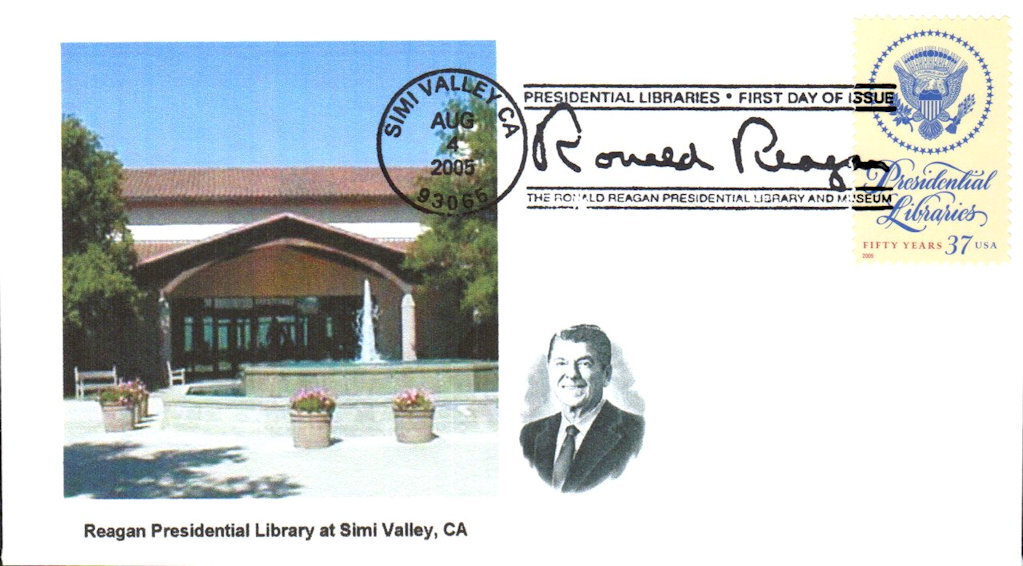 SIMI VALLEY CA
AUG
4
2005
93066
PRESIDENTIAL LIBRARIES • FIRST DAY OF ISSUE
Ronald Reagan
THE RONALD REAGAN PRESIDENTIAL LIBRARY AND MUSEUM
Presidential
Libraries
FIFTY YEARS 37 USA
2005
Reagan Presidential Library at Simi Valley, CA